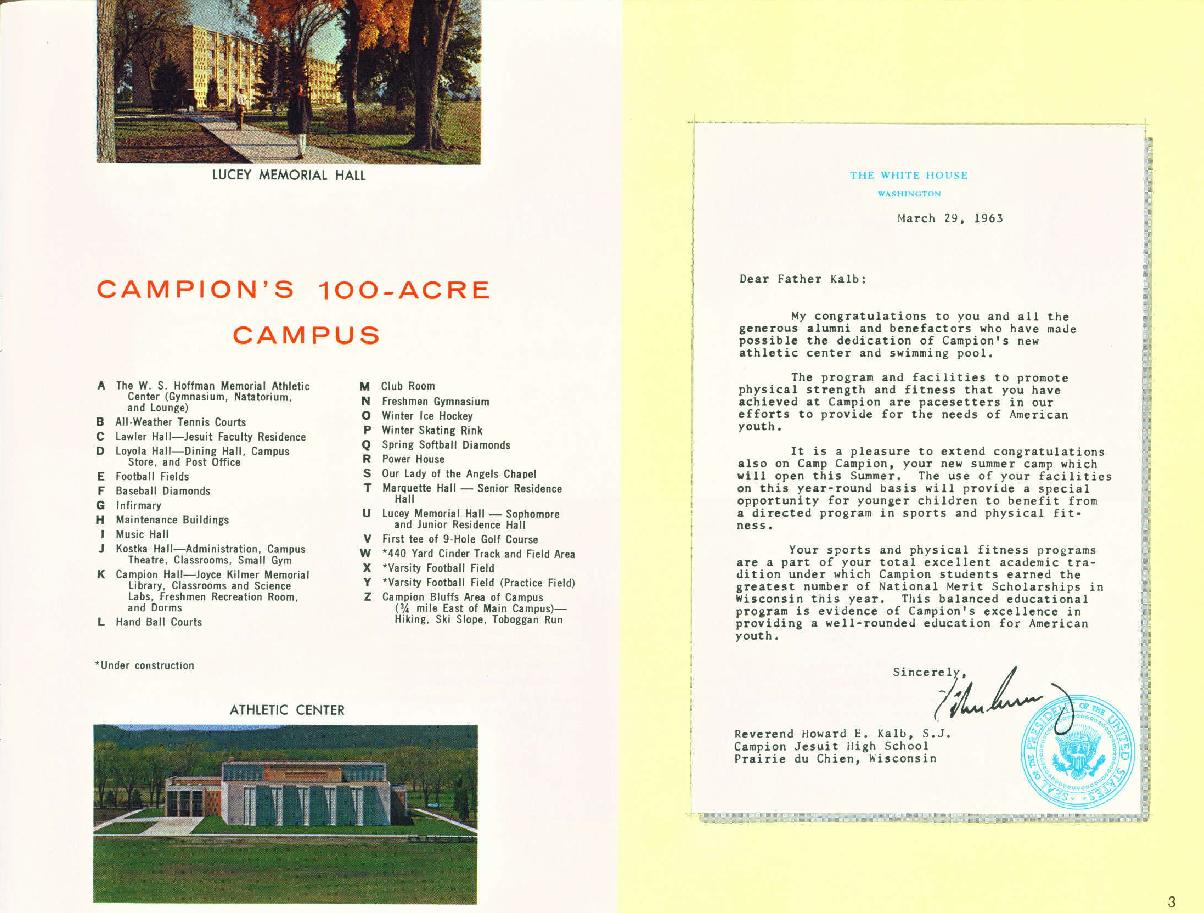 LUCEY MEMORIAL HALL
CAMPION'S 100-ACRE
CAMPUS
A The W. S. Hoffman Memorial Athletic
Center (Gymnasium, Natatorium,
and Lounge)
B All-Weather Tennis Courts
C Lawler Hall—Jesuit Faculty Residence
D Loyola Hall—Dining Hall, Campus
Store, and Post Office
E Football Fields
F Baseball Diamonds
G Infirmary
H Maintenance Buildings
I Music Hall
J Kostka Hall—Administration, Campus
Theatre, Classrooms, Small Gym
K Campion Hall—Joyce Kilmer Memorial
Library, Classrooms and Science
Labs, Freshmen Recreation Room,
and Dorms
L Hand Ball Courts
M Club Room
N Freshmen Gymnasium
O Winter Ice Hockey
P Winter Skating Rink
Q Spring Softball Diamonds
R Power House
S Our Lady of the Angels Chapel
T Marquette Hall — Senior Residence
Hall
U Lucey Memorial Hall — Sophomore
and Junior Residence Hall
V First tee of 9-Hole Golf Course
W *440 Yard Cinder Track and Field Area
X *Varsity Football Field
Y *Varsity Football Field (Practice Field)
Z Campion Bluffs Area of Campus
(¾ mile East of Main Campus)—
Hiking, Ski Slope, Toboggan Run
*Under construction
ATHLETIC CENTER
THE WHITE HOUSE
WASHINGTON
March 29, 1963
Dear Father Kalb:
My congratulations to you and all the
generous alumni and benefactors who have made
possible the dedication of Campion's new
athletic center and swimming pool.
The program and facilities to promote
physical strength and fitness that you have
achieved at Campion are pacesetters in our
efforts to provide for the needs of American
youth.
It is a pleasure to extend congratulations
also on Camp Campion, your new summer camp which
will open this Summer. The use of your facilities
on this year-round basis will provide a special
opportunity for younger children to benefit from
a directed program in sports and physical fit-
ness.
Your sports and physical fitness programs
are a part of your total excellent academic tra-
dition under which Campion students earned the
greatest number of National Merit Scholarships in
Wisconsin this year. This balanced educational
program is evidence of Campion's excellence in
providing a well-rounded education for American
youth.
Sincerely,
Reverend Howard E. Kalb, S.J.
Campion Jesuit High School
Prairie du Chien, Wisconsin
SEAL OF THE PRESIDENT OF THE UNITED STATES
3